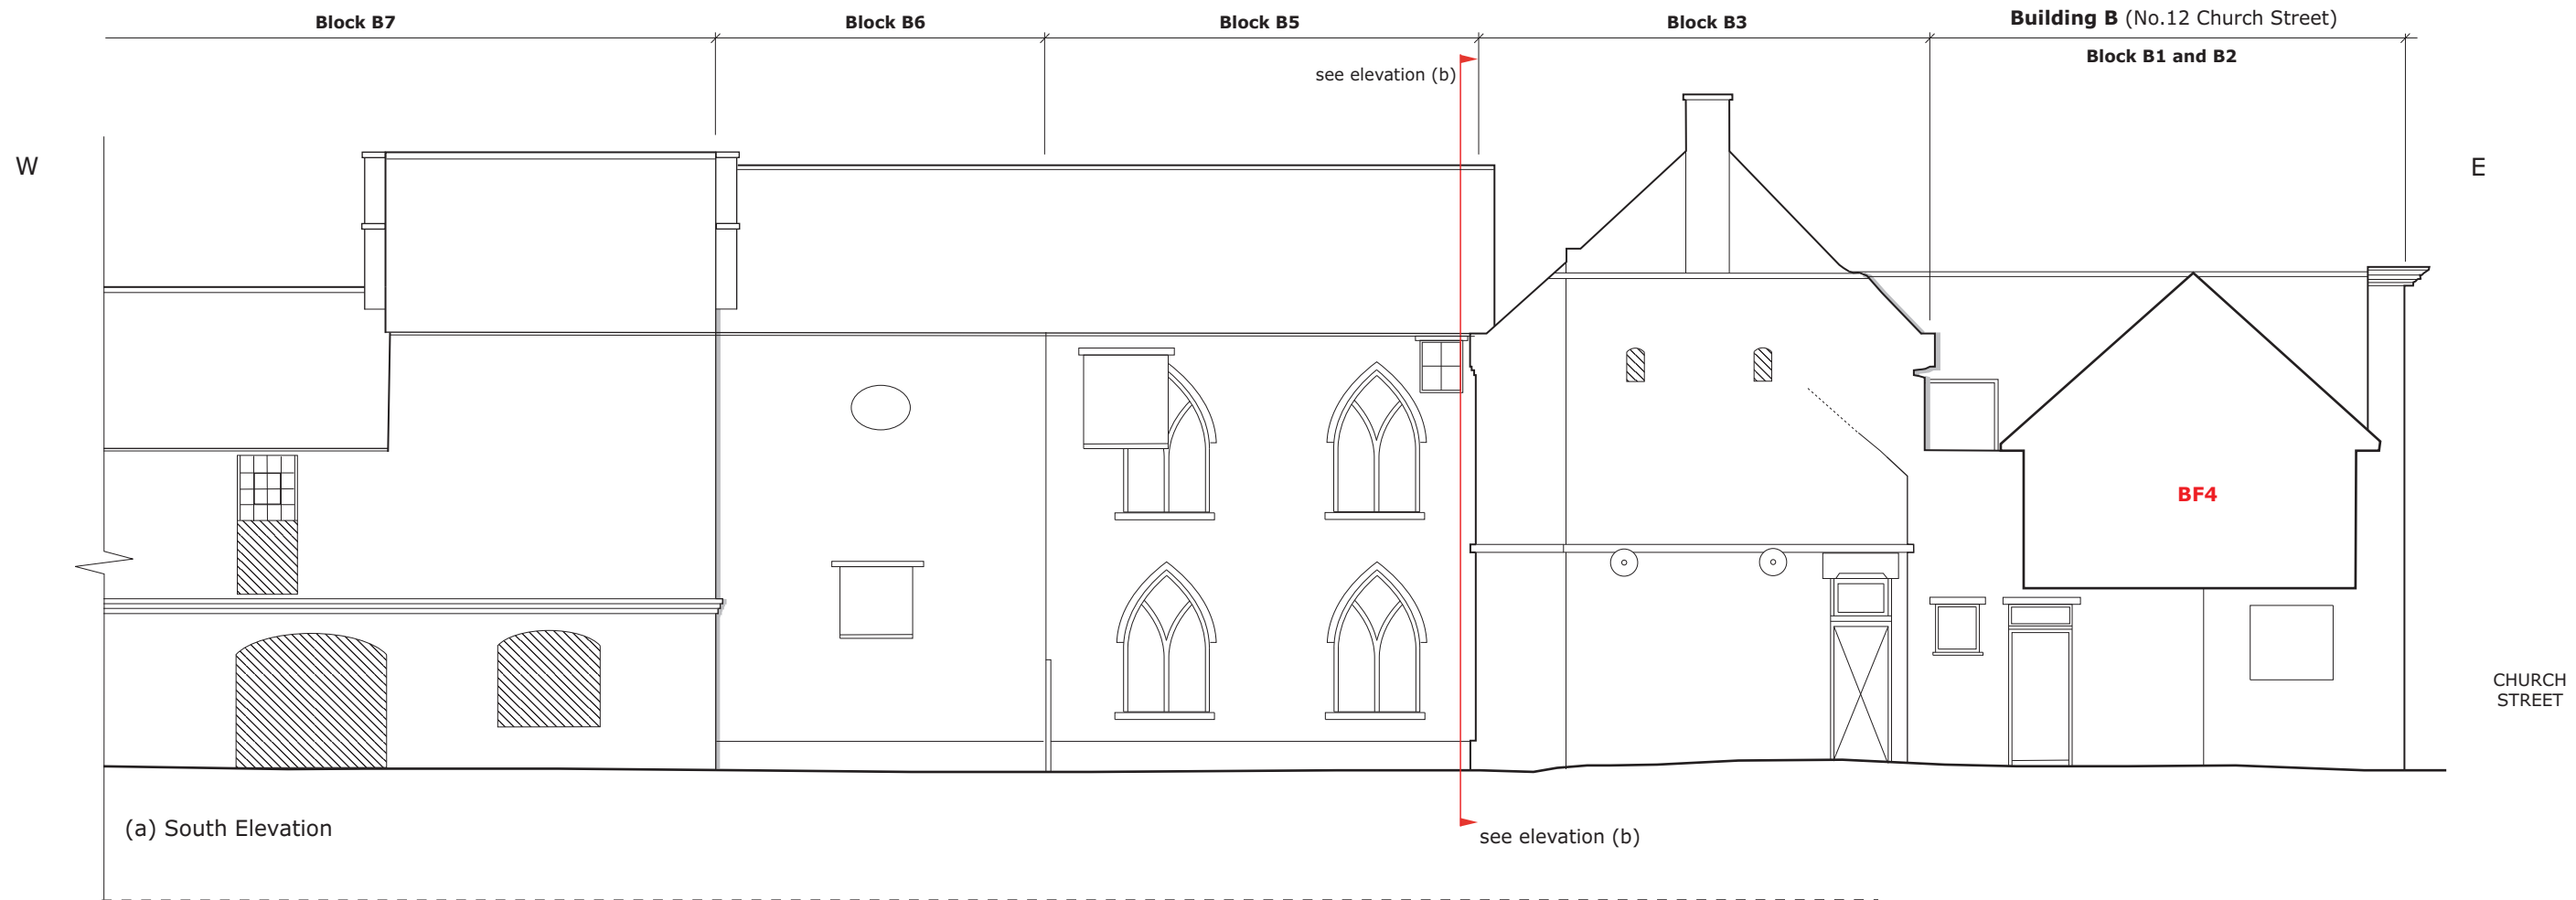 Block B7
Block B6
Block B5
Block B3
Building B (No.12 Church Street)
Block B1 and B2
see elevation (b)
W
E
BF4
CHURCH
STREET
(a) South Elevation
see elevation (b)